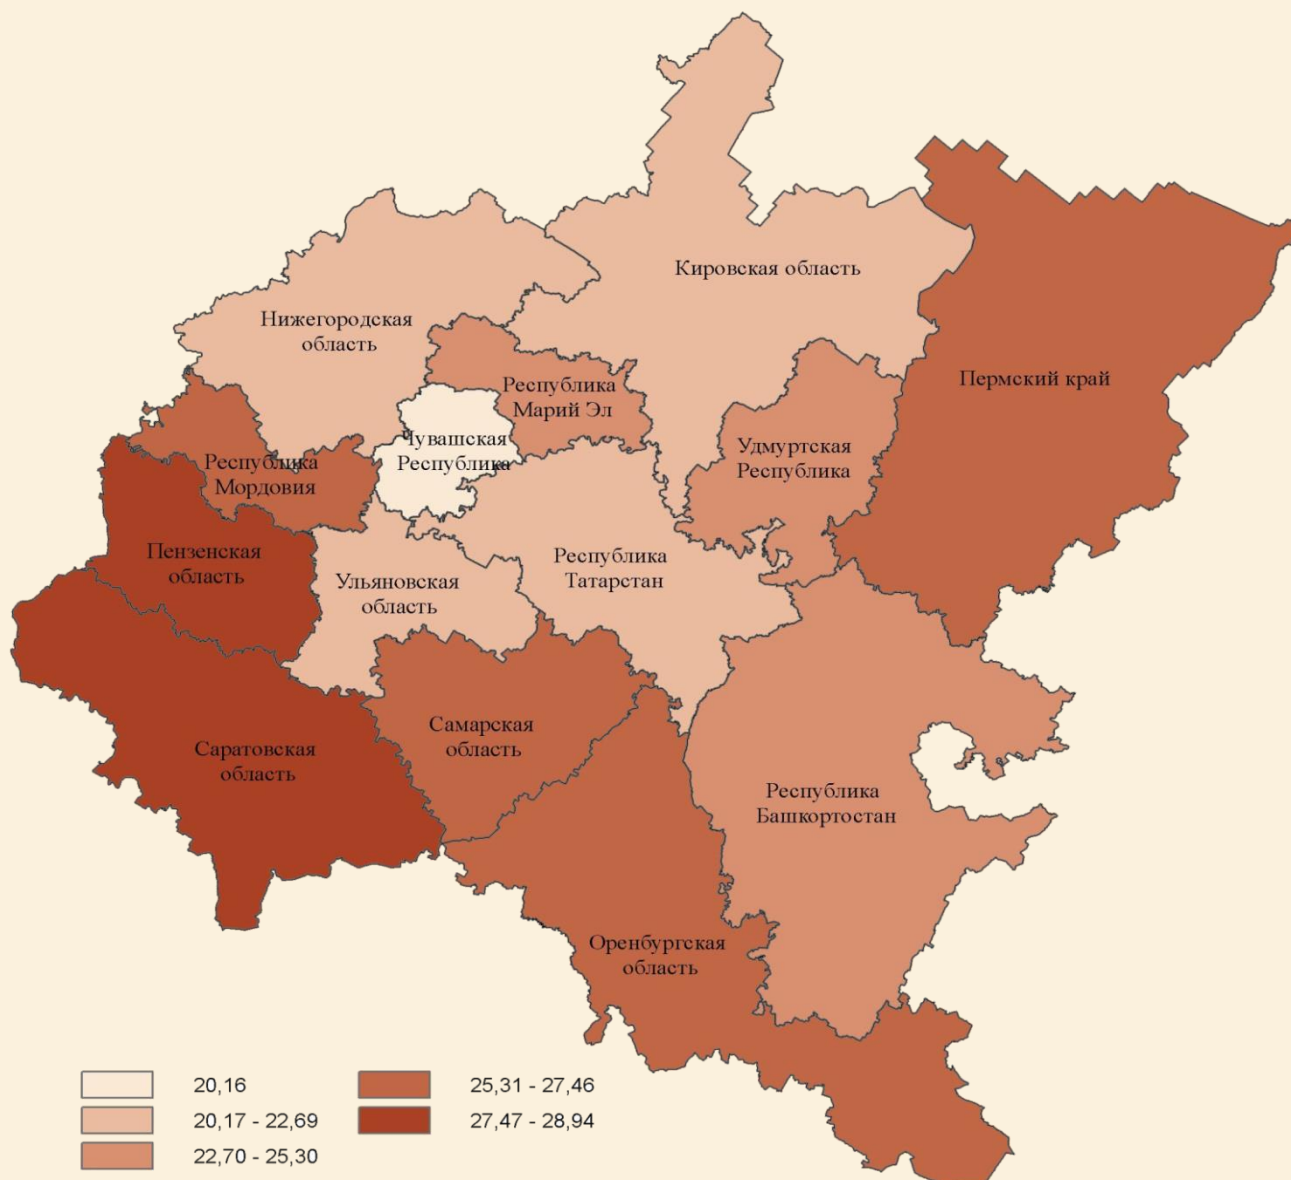 Кировская область
Нижегородская
область
Пермский край
Республика
Марий Эл
Чувашская
Республика
Удмуртская
Республика
Республика
Мордовия
Пензенская
область
Республика
Татарстан
Ульяновская
область
Самарская
область
Саратовская
область
Республика
Башкортостан
Оренбургская
область
20,16
20,17 - 22,69
22,70 - 25,30
25,31 - 27,46
27,47 - 28,94